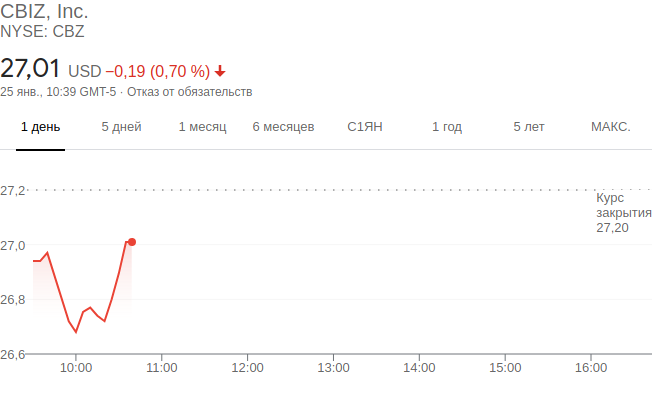 CBIZ, Inc.
NYSE: CBZ
27,01 USD −0,19 (0,70 %)
25 янв., 10:39 GMT-5 · Отказ от обязательств
1 день 5 дней 1 месяц 6 месяцев С1ЯН 1 год 5 лет МАКС.
27,2
Курс
закрытия
27,20
27,0
26,8
26,6
10:00 11:00 12:00 13:00 14:00 15:00 16:00